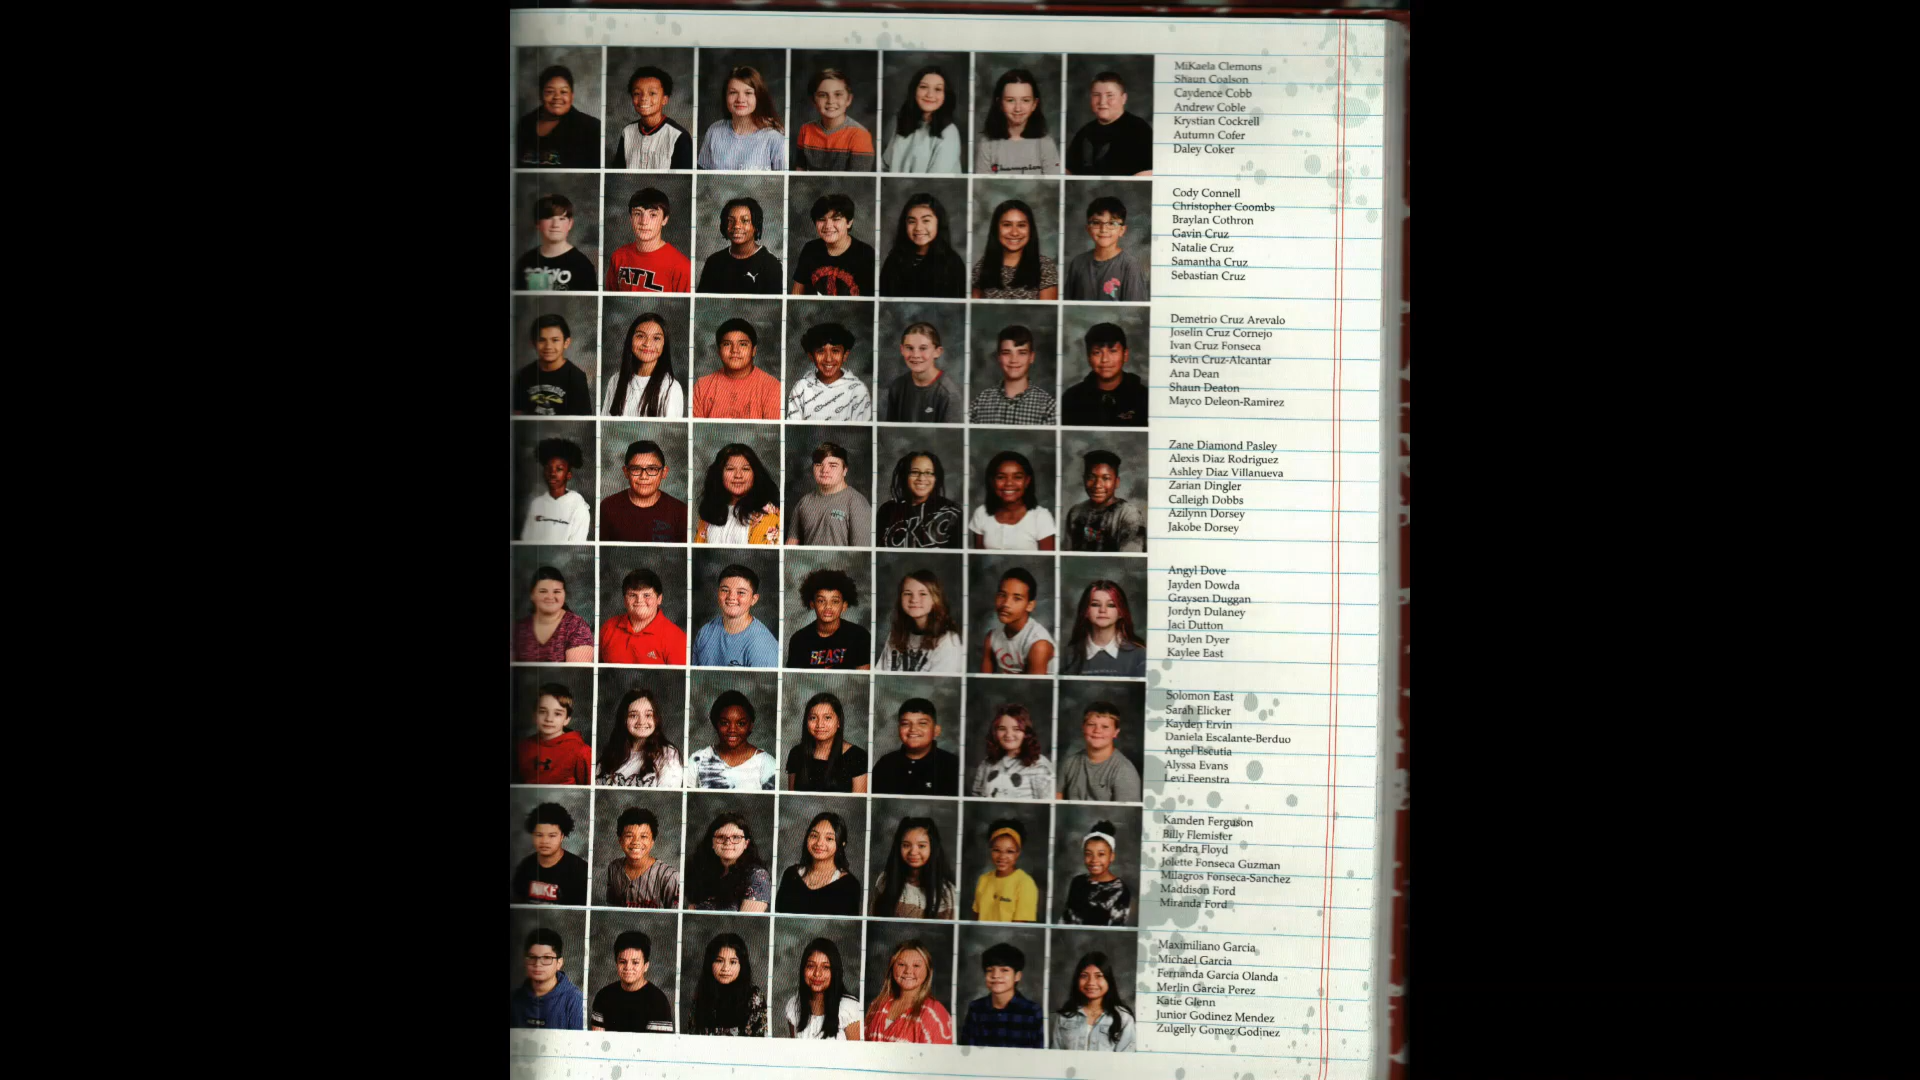 MiKaela Clemons
Shaun Coalson
Caydence Cobb
Andrew Coble
Krystian Cockrell
Autumn Cofer
Daley Coker
Champion
Cody Connell
Christopher Coombs
Braylan Cothron
Gavin Cruz
Natalie Cruz
Samantha Cruz
Sebastian Cruz
ATL
Demetrio Cruz Arevalo
Joselin Cruz Cornejo
Ivan Cruz Fonseca
Kevin Cruz-Alcantar
Ana Dean
Shaun Deaton
Mayco Deleon-Ramirez
Zane Diamond Pasley
Alexis Diaz Rodriguez
Ashley Diaz Villanueva
Zarian Dingler
Calleigh Dobbs
Azilynn Dorsey
Jakobe Dorsey
Champion
Angyl Dove
Jayden Dowda
Graysen Duggan
Jordyn Dulaney
Jaci Dutton
Daylen Dyer
Kaylee East
BEAST
Solomon East
Sarah Elicker
Kayden Ervin
Daniela Escalante-Berduo
Angel Escutia
Alyssa Evans
Levi Feenstra
Kamden Ferguson
Billy Flemister
Kendra Floyd
Jolette Fonseca Guzman
Milagros Fonseca-Sanchez
Maddison Ford
Miranda Ford
NIKE
Maximiliano Garcia
Michael Garcia
Fernanda Garcia Olanda
Merlin Garcia Perez
Katie Glenn
Junior Godinez Mendez
Zulgelly Gomez Godinez